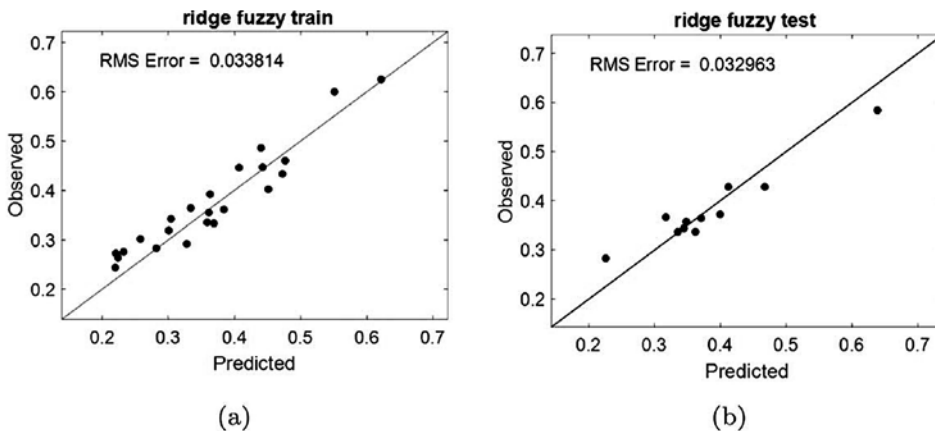 ridge fuzzy train
RMS Error = 0.033814
0.7
0.6
0.5
0.4
0.3
0.2
Observed
0.2 0.3 0.4 0.5 0.6 0.7
Predicted
(a)
ridge fuzzy test
RMS Error = 0.032963
0.7
0.6
0.5
0.4
0.3
0.2
Observed
0.2 0.3 0.4 0.5 0.6 0.7
Predicted
(b)